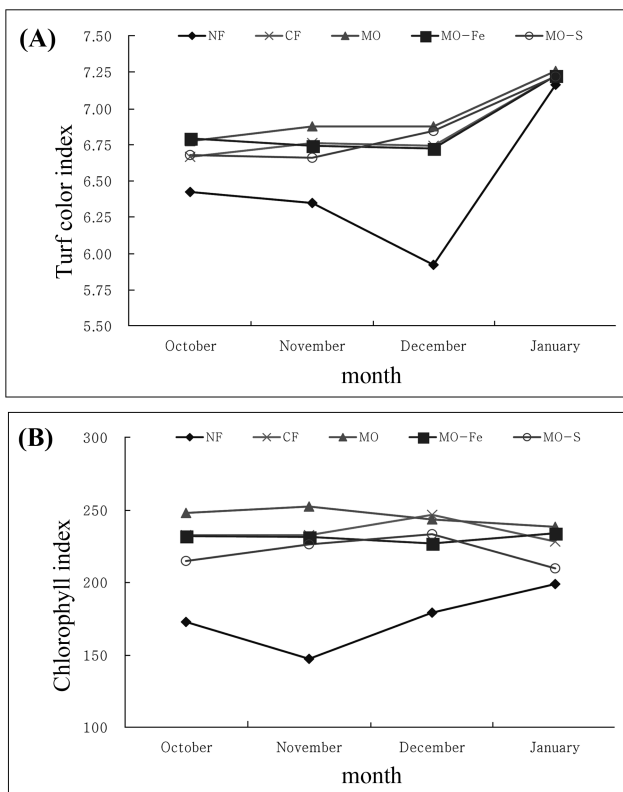 (A)
NF CF MO MO-Fe MO-S
7.50
7.25
7.00
6.75
6.50
6.25
6.00
5.75
5.50
Turf color index
October November December January
month
(B)
NF CF MO MO-Fe MO-S
300
250
200
150
100
Chlorophyll index
October November December January
month